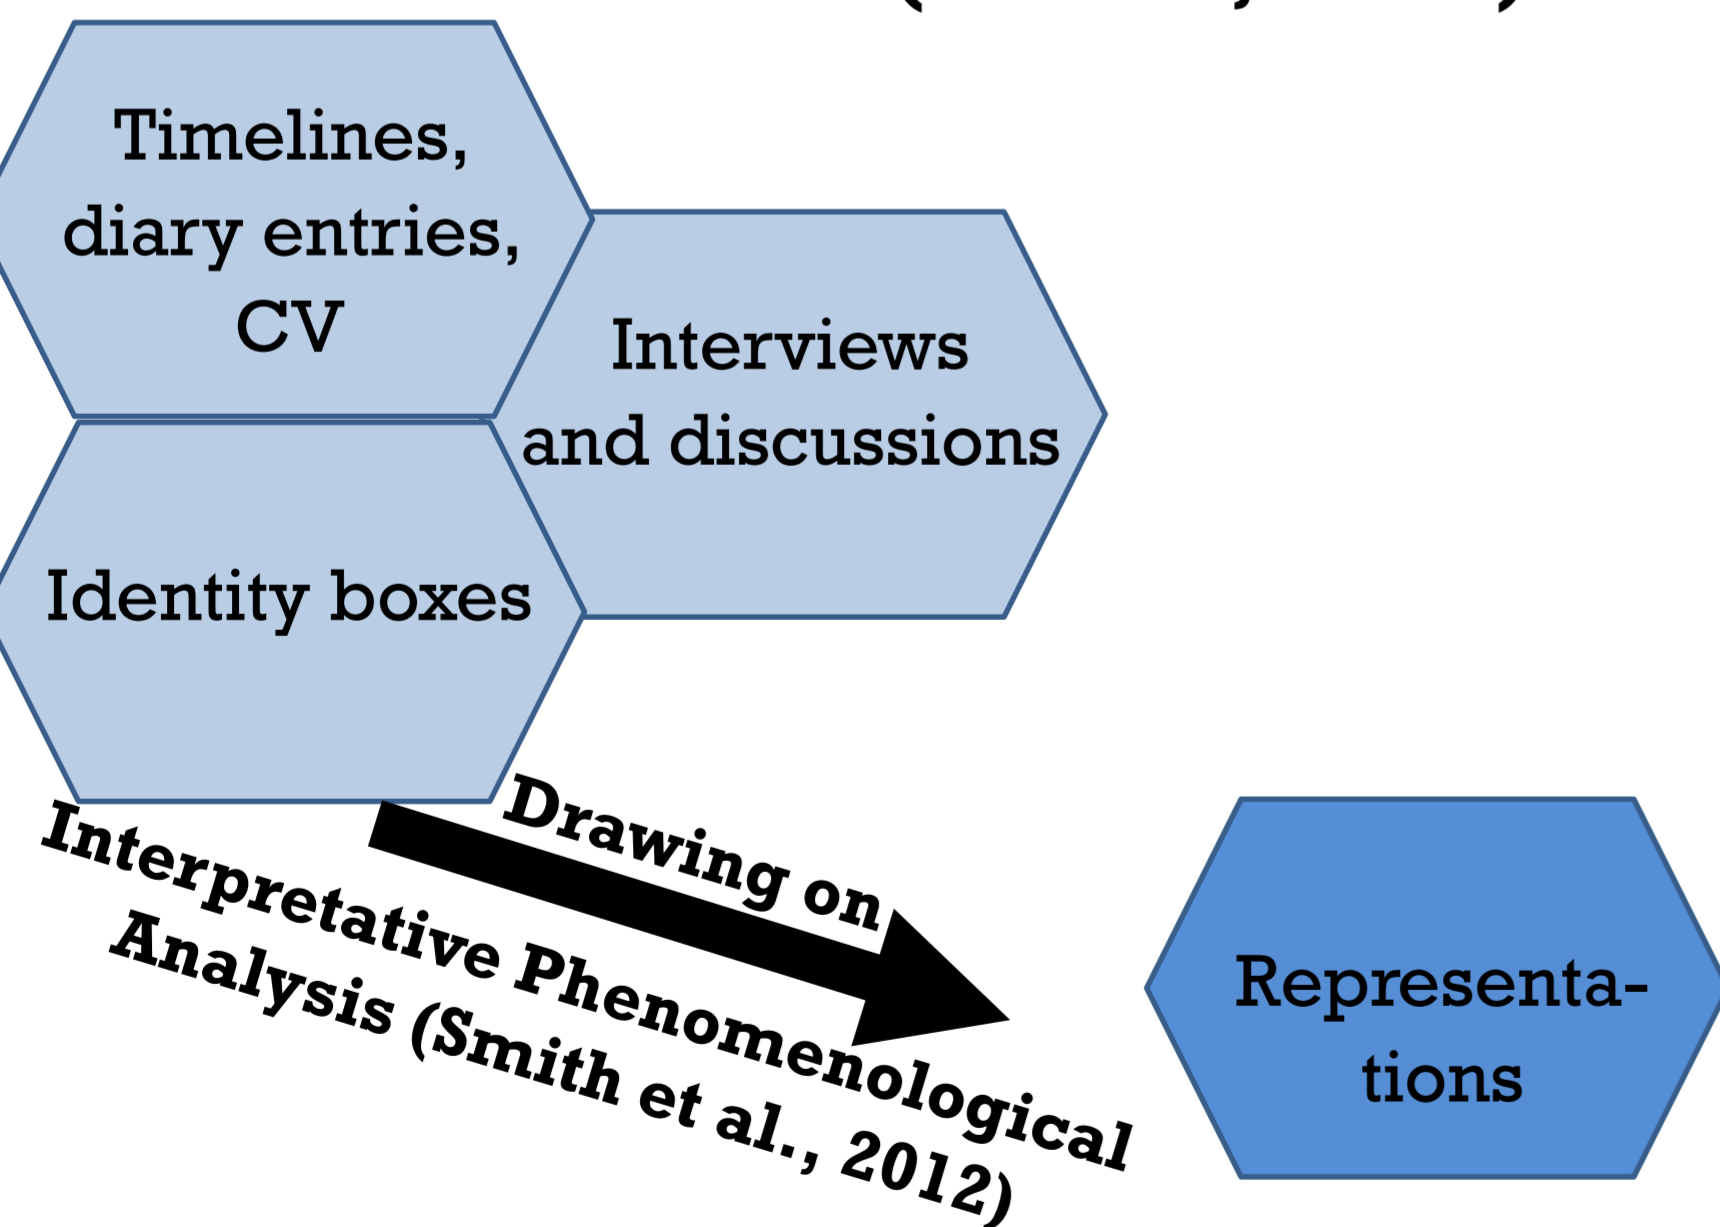 Timelines,
diary entries,
CV
Interviews
and discussions
Identity boxes
Drawing on
Interpretative Phenomenological
Analysis (Smith et al., 2012)
Representa-
tions